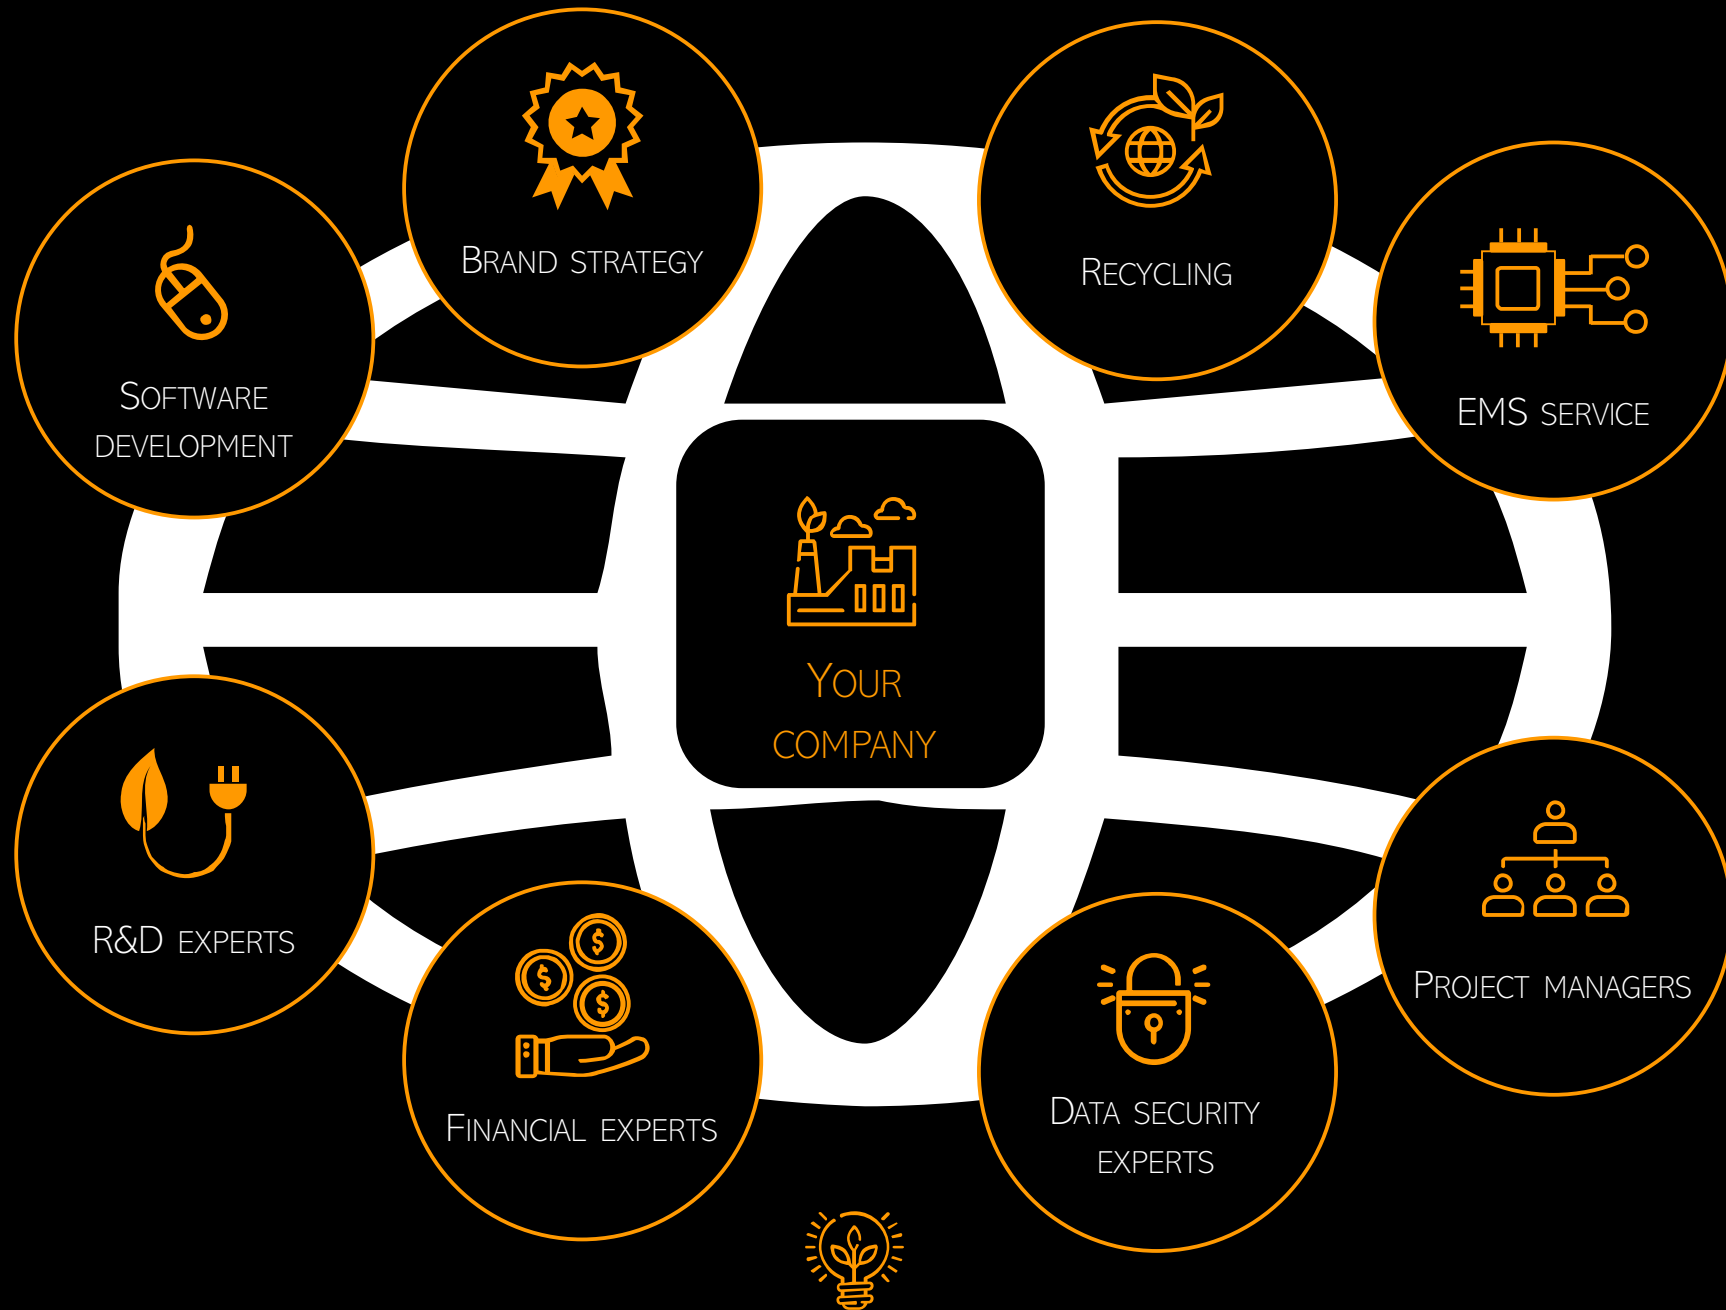 Brand strategy
Recycling
Software
development
EMS service
Your
company
R&D experts
Project managers
Financial experts
Data security
experts